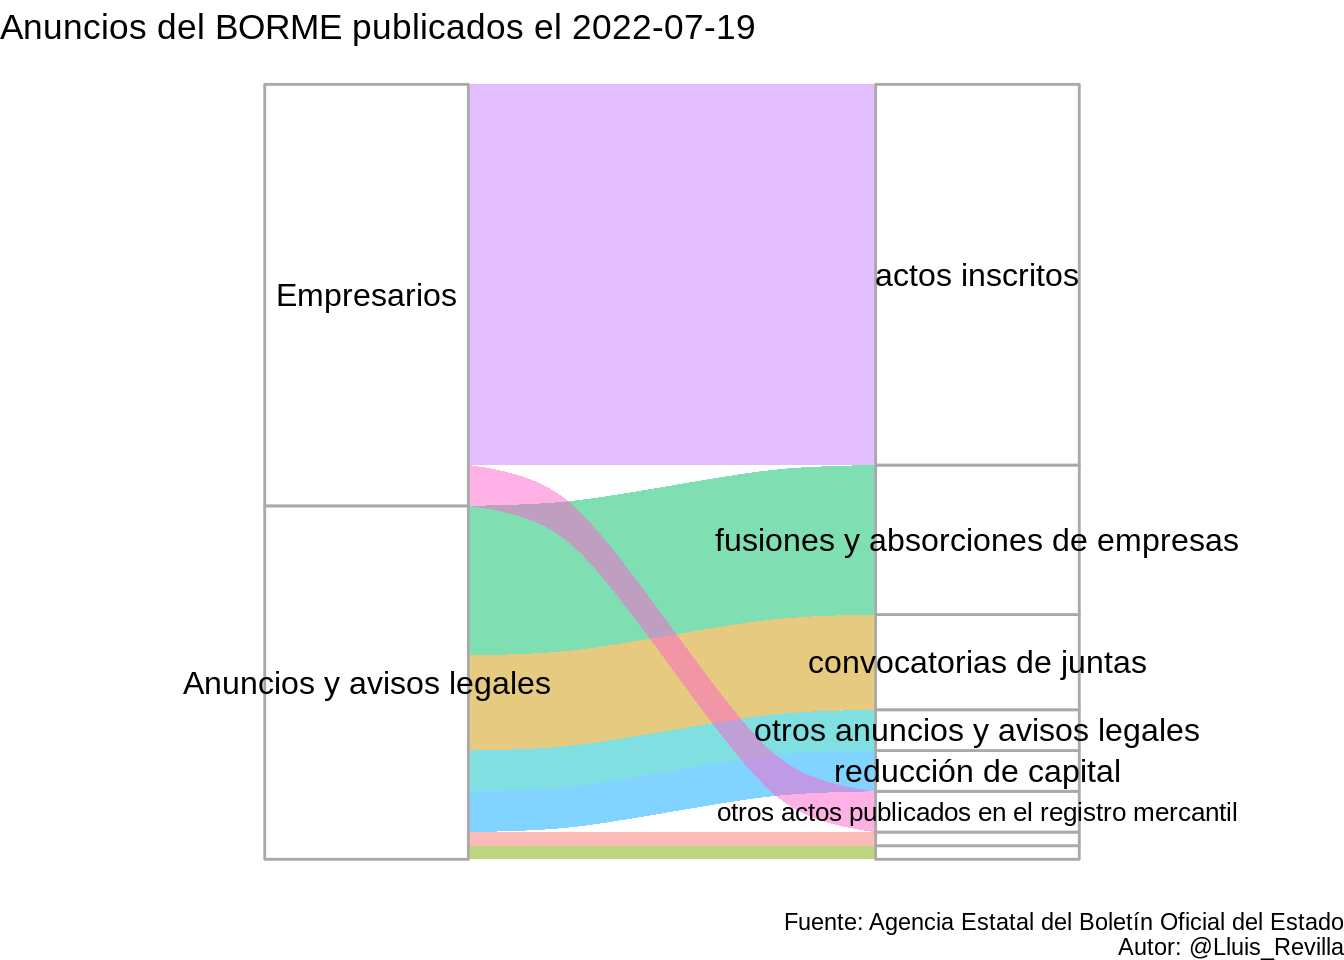 Anuncios del BORME publicados el 2022-07-19
Empresarios
Anuncios y avisos legales
actos inscritos
fusiones y absorciones de empresas
convocatorias de juntas
otros anuncios y avisos legales
reducción de capital
otros actos publicados en el registro mercantil
Fuente: Agencia Estatal del Boletín Oficial del Estado
Autor: @Lluis_Revilla